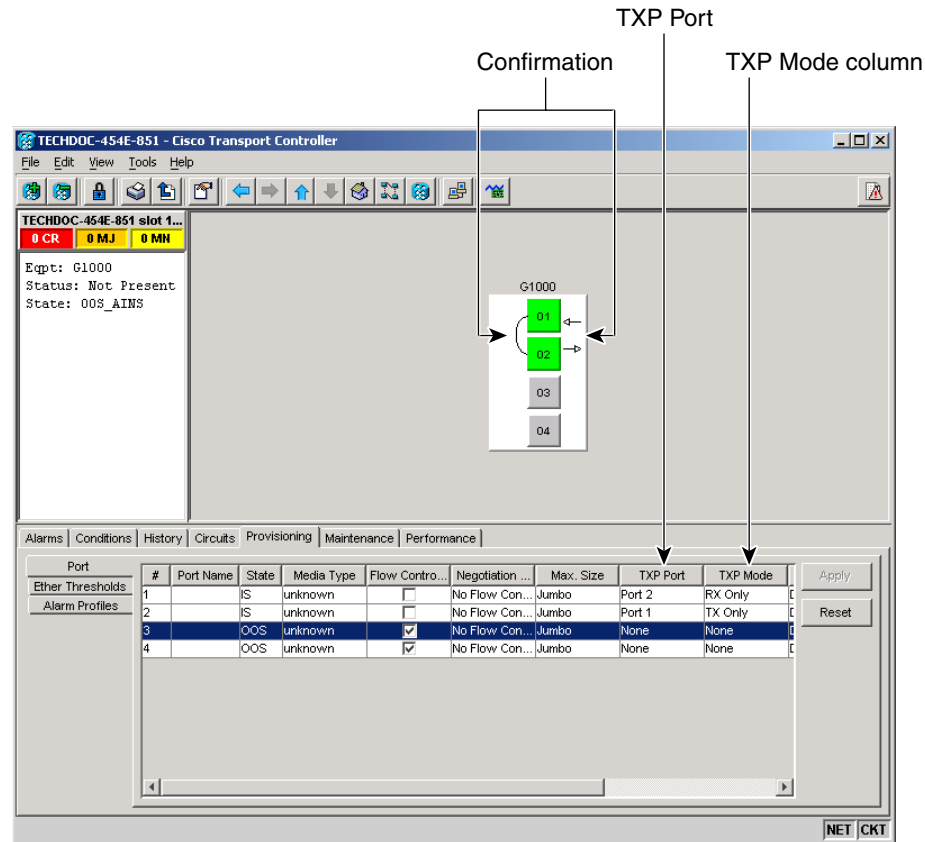 TXP Port
Confirmation
TXP Mode column
TECHDOC-454E-851 - Cisco Transport Controller
File Edit View Tools Help
TECHDOC-454E-851 slot 1...
0 CR 0 MJ 0 MN
Eqpt: G1000
Status: Not Present
State: OOS_AINS
G1000
01
02
03
04
Alarms Conditions History Circuits Provisioning Maintenance Performance
Port
Ether Thresholds
Alarm Profiles
# Port Name State Media Type Flow Contro... Negotiation ... Max. Size TXP Port TXP Mode
1 IS unknown No Flow Con... Jumbo Port 2 RX Only
2 IS unknown No Flow Con... Jumbo Port 1 TX Only
3 OOS unknown No Flow Con... Jumbo None None
4 OOS unknown No Flow Con... Jumbo None None
Apply
Reset
NET CKT